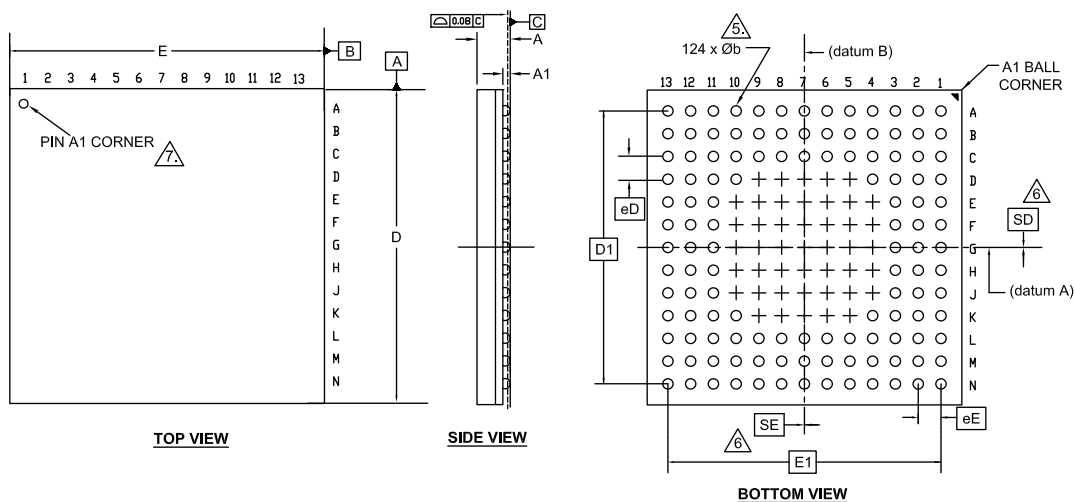 E
B
A
1 2 3 4 5 6 7 8 9 10 11 12 13
PIN A1 CORNER
7.
A
B
C
D
E
F
G
H
J
K
L
M
N
D
TOP VIEW
⌓ 0.08 C
C
A
A1
SIDE VIEW
5.
124 x Øb
(datum B)
A1 BALL
CORNER
13 12 11 10 9 8 7 6 5 4 3 2 1
A
B
C
D
E
F
G
H
J
K
L
M
N
eD
D1
6
SD
(datum A)
SE
eE
6
E1
BOTTOM VIEW